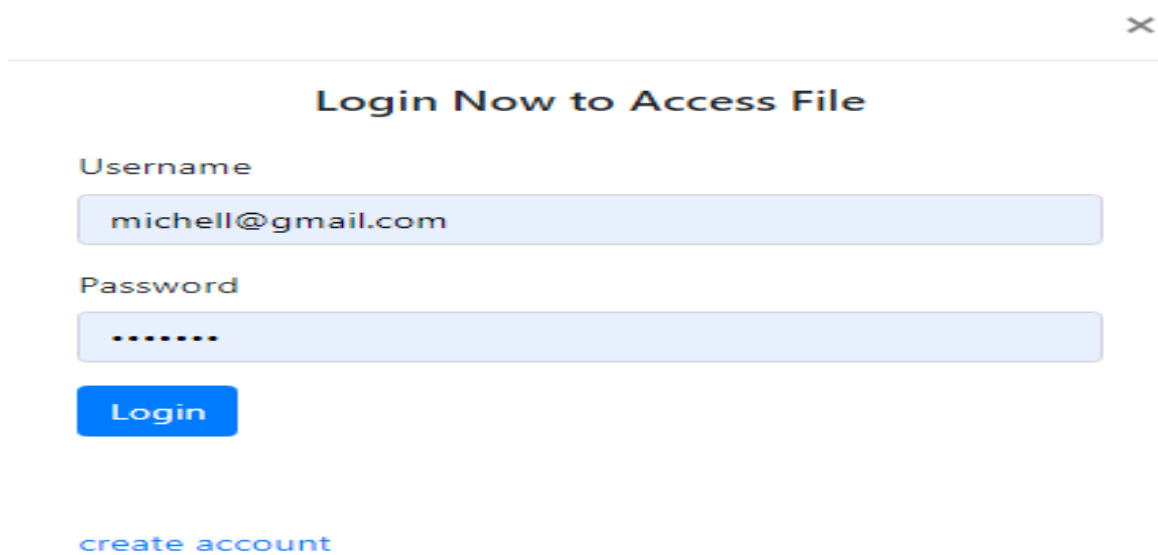 Login Now to Access File
Username
michell@gmail.com
Password
•••••••
Login
create account